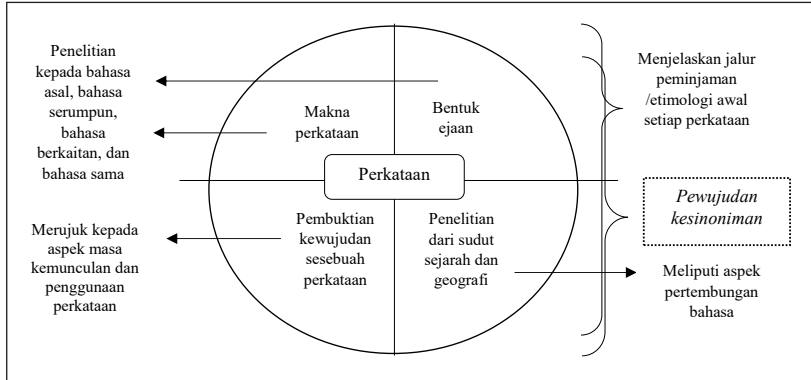 Penelitian
kepada bahasa
asal, bahasa
serumpun,
bahasa
berkaitan, dan
bahasa sama
Makna
perkataan
Bentuk
ejaan
Menjelaskan jalur
peminjaman
/etimologi awal
setiap perkataan
Perkataan
Merujuk kepada
aspek masa
kemunculan dan
penggunaan
perkataan
Pembuktian
kewujudan
sesebuah
perkataan
Penelitian
dari sudut
sejarah dan
geografi
Pewujudan
kesinoniman
Meliputi aspek
pertembungan
bahasa